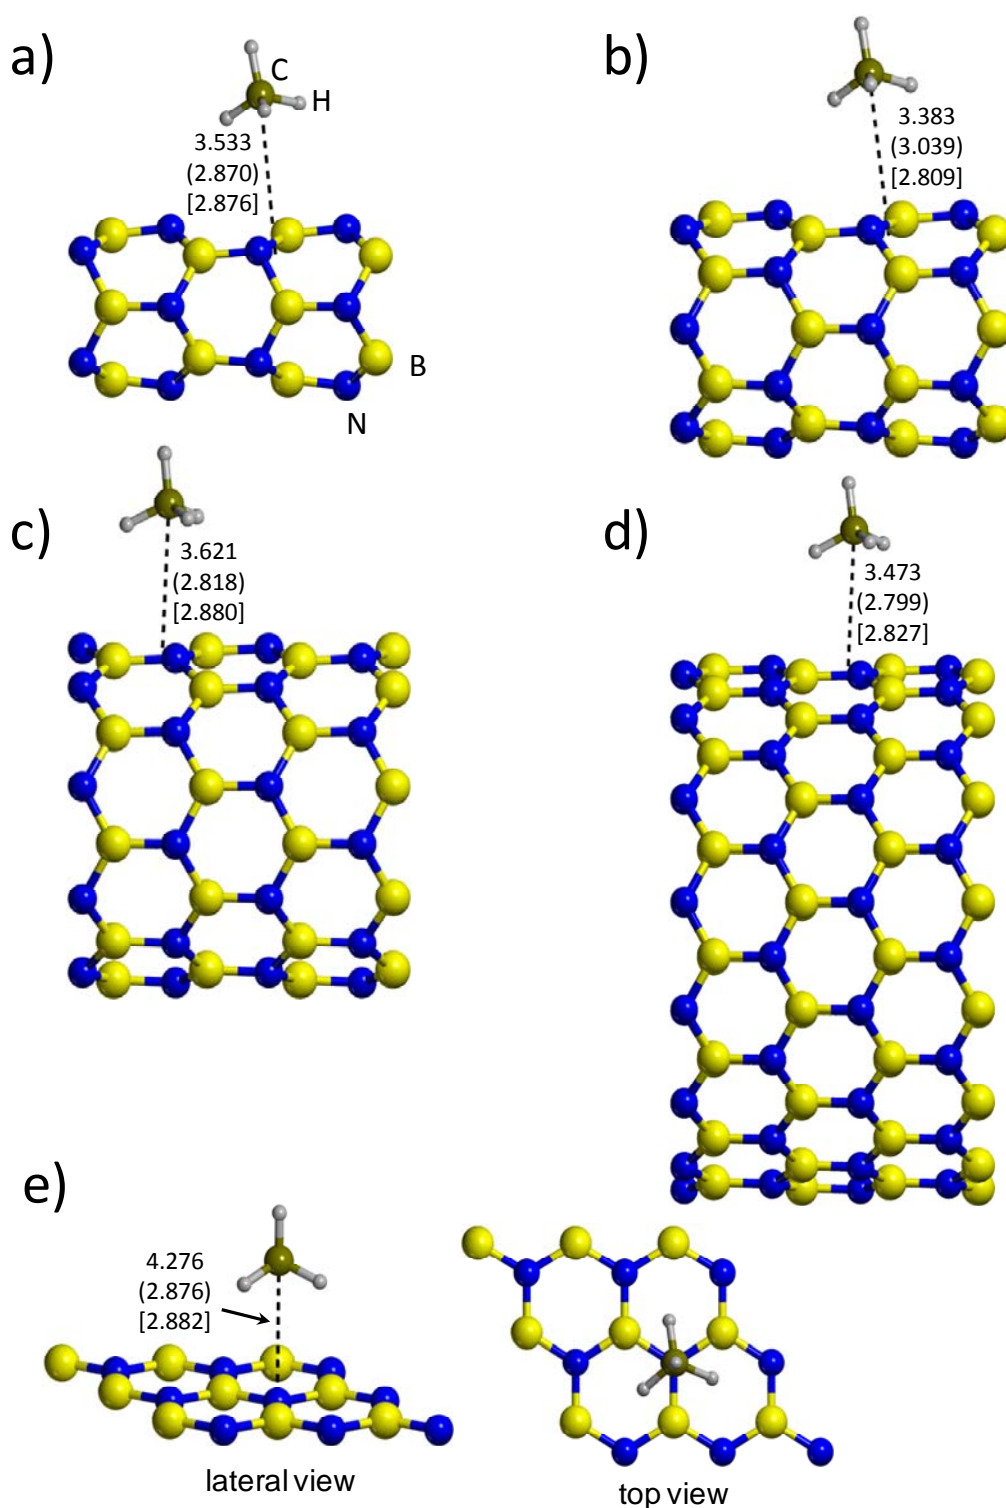 a)
C
H
3.533
(2.870)
[2.876]
B
N
b)
3.383
(3.039)
[2.809]
c)
3.621
(2.818)
[2.880]
d)
3.473
(2.799)
[2.827]
e)
4.276
(2.876)
[2.882]
lateral view
top view